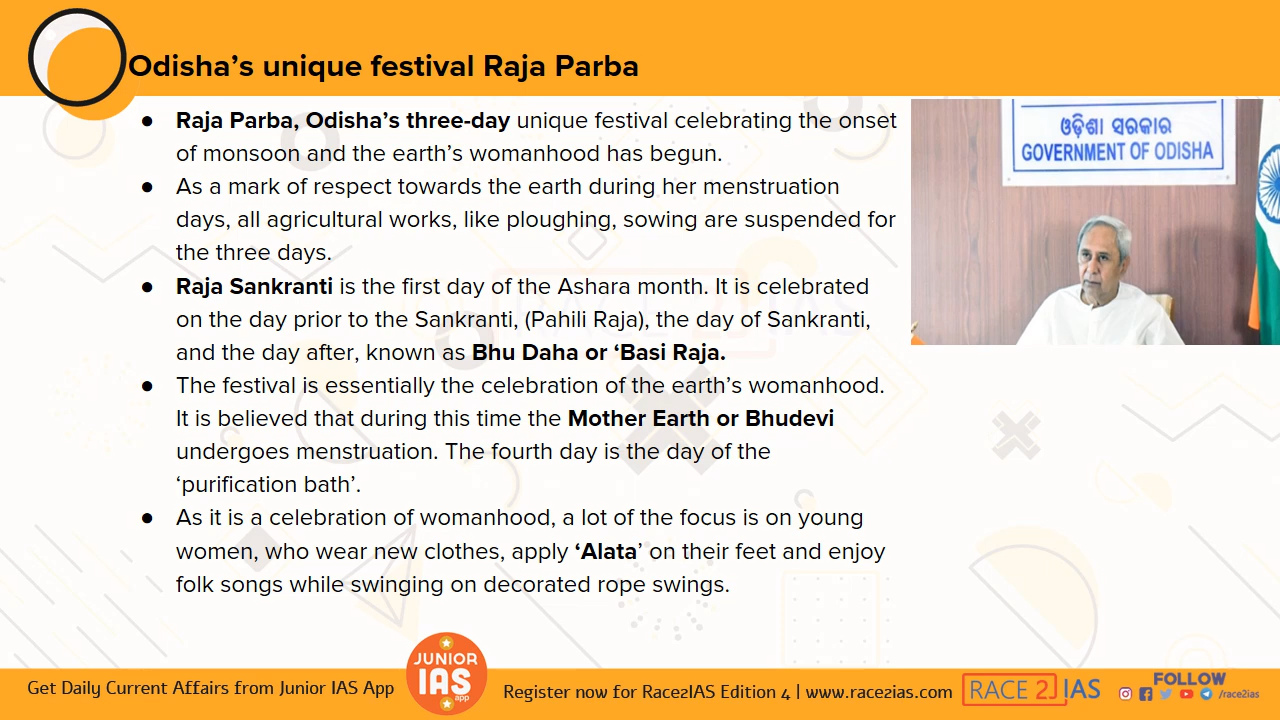 Odisha’s unique festival Raja Parba
● Raja Parba, Odisha’s three-day unique festival celebrating the onset
of monsoon and the earth’s womanhood has begun.
● As a mark of respect towards the earth during her menstruation
days, all agricultural works, like ploughing, sowing are suspended for
the three days.
● Raja Sankranti is the first day of the Ashara month. It is celebrated
on the day prior to the Sankranti, (Pahili Raja), the day of Sankranti,
and the day after, known as Bhu Daha or ‘Basi Raja.
● The festival is essentially the celebration of the earth’s womanhood.
It is believed that during this time the Mother Earth or Bhudevi
undergoes menstruation. The fourth day is the day of the
‘purification bath’.
● As it is a celebration of womanhood, a lot of the focus is on young
women, who wear new clothes, apply ‘Alata’ on their feet and enjoy
folk songs while swinging on decorated rope swings.
ଓଡ଼ିଶା ସରକାର
GOVERNMENT OF ODISHA
RACE 2 IAS
Get Daily Current Affairs from Junior IAS App
JUNIOR
IAS
app
Register now for Race2IAS Edition 4 | www.race2ias.com
RACE 2 IAS
FOLLOW
/race2ias